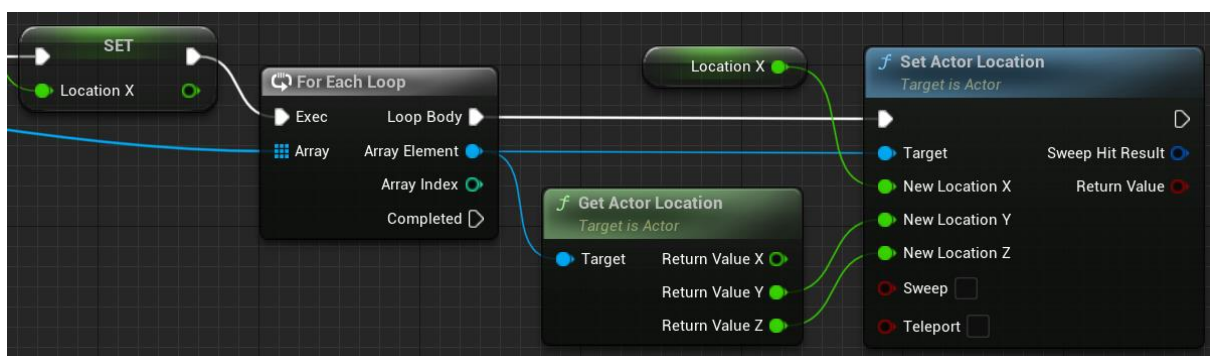 SET
Location X
For Each Loop
Exec
Loop Body
Array
Array Element
Array Index
Completed
Get Actor Location
Target is Actor
Target
Return Value X
Return Value Y
Return Value Z
Location X
Set Actor Location
Target is Actor
Target
Sweep Hit Result
New Location X
Return Value
New Location Y
New Location Z
Sweep
Teleport